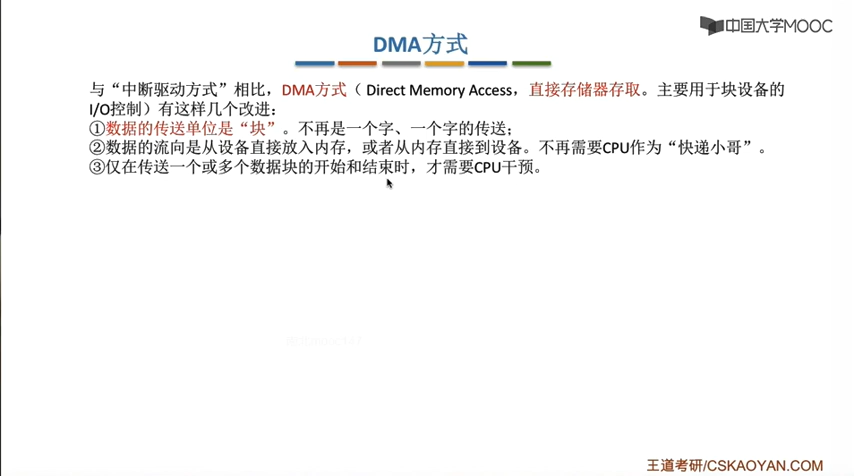 中国大学MOOC
DMA方式
与“中断驱动方式”相比，DMA方式（ Direct Memory Access，直接存储器存取。主要用于块设备的
I/O控制）有这样几个改进：
①数据的传送单位是“块”。不再是一个字、一个字的传送；
②数据的流向是从设备直接放入内存，或者从内存直接到设备。不再需要CPU作为“快递小哥”。
③仅在传送一个或多个数据块的开始和结束时，才需要CPU干预。
王道考研/CSKAOYAN.COM